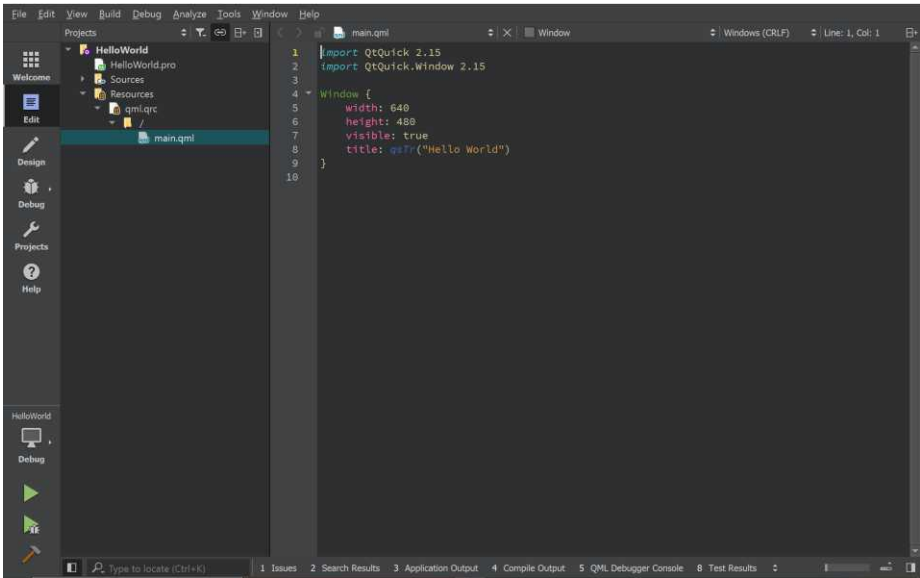 File Edit View Build Debug Analyze Tools Window Help
Projects
main.qml
Window
Windows (CRLF)
Line: 1, Col: 1
Welcome
Edit
Design
Debug
Projects
Help
HelloWorld
Debug
HelloWorld
HelloWorld.pro
Sources
Resources
qml.qrc
/
main.qml
1 import QtQuick 2.15
2 import QtQuick.Window 2.15
3
4 Window {
5 width: 640
6 height: 480
7 visible: true
8 title: qsTr("Hello World")
9 }
10
Type to locate (Ctrl+K)
1 Issues 2 Search Results 3 Application Output 4 Compile Output 5 QML Debugger Console 8 Test Results